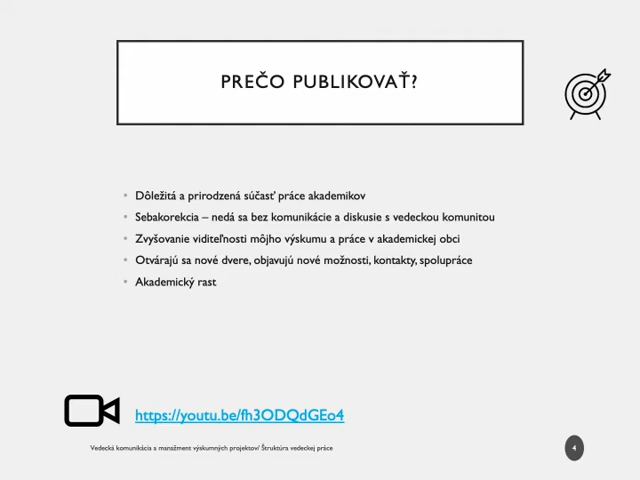 PREČO PUBLIKOVAŤ?
• Dôležitá a prirodzená súčasť práce akademikov
• Sebakorekcia – nedá sa bez komunikácie a diskusie s vedeckou komunitou
• Zvyšovanie viditeľnosti môjho výskumu a práce v akademickej obci
• Otvárajú sa nové dvere, objavujú nové možnosti, kontakty, spolupráce
• Akademický rast
https://youtu.be/fh3ODQdGEo4
Vedecká komunikácia a manažment výskumných projektov/ Štruktúra vedeckej práce
4